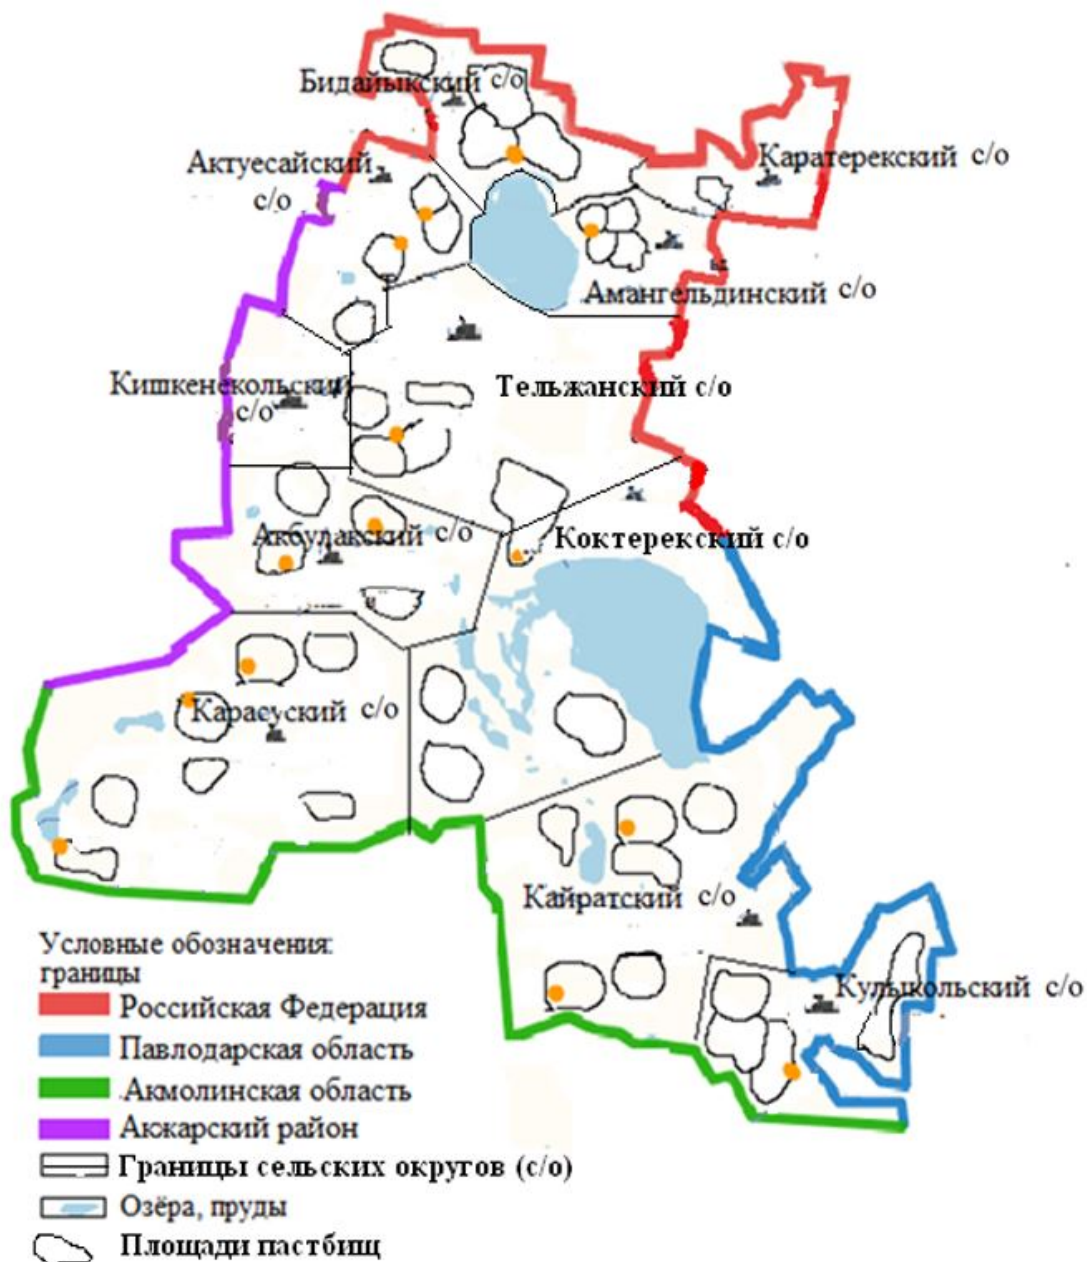 Бидайыкский с/о
Актуесайский
с/о
Каратерекский с/о
Амангельдинский с/о
Кишкенекольский
с/о
Тельжанский с/о
Акбулакский с/о
Коктерекский с/о
Карасуский с/о
Кайратский с/о
Кулыкольский с/о
Условные обозначения:
границы
Российская Федерация
Павлодарская область
Акмолинская область
Акжарский район
Границы сельских округов (с/о)
Озёра, пруды
Площади пастбищ